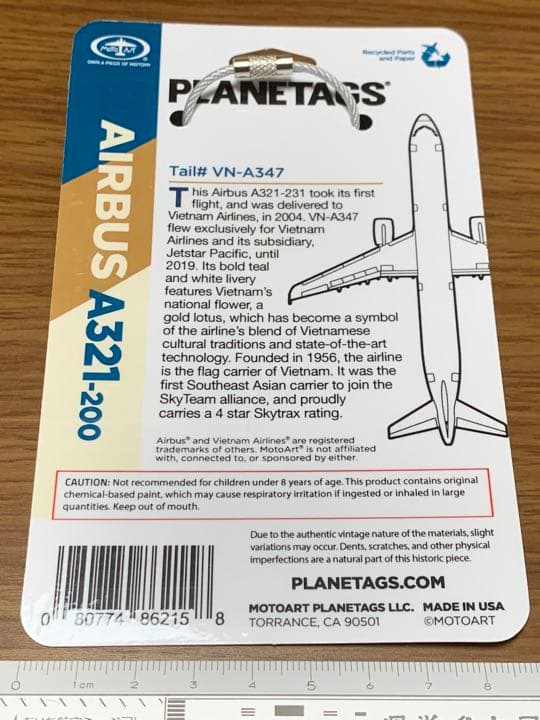 MotoArt
OWN A PIECE OF HISTORY
Recycled Parts
and Paper
PLANETAGS®
AIRBUS A321-200
Tail# VN-A347
This Airbus A321-231 took its first
flight, and was delivered to
Vietnam Airlines, in 2004. VN-A347
flew exclusively for Vietnam
Airlines and its subsidiary,
Jetstar Pacific, until
2019. Its bold teal
and white livery
features Vietnam's
national flower, a
gold lotus, which has become a symbol
of the airline's blend of Vietnamese
cultural traditions and state-of-the-art
technology. Founded in 1956, the airline
is the flag carrier of Vietnam. It was the
first Southeast Asian carrier to join the
SkyTeam alliance, and proudly
carries a 4 star Skytrax rating.
Airbus® and Vietnam Airlines® are registered
trademarks of others. MotoArt® is not affiliated
with, connected to, or sponsored by either.
CAUTION: Not recommended for children under 8 years of age. This product contains original
chemical-based paint, which may cause respiratory irritation if ingested or inhaled in large
quantities. Keep out of mouth.
Due to the authentic vintage nature of the materials, slight
variations may occur. Dents, scratches, and other physical
imperfections are a natural part of this historic piece.
PLANETAGS.COM
MOTOART PLANETAGS LLC. MADE IN USA
TORRANCE, CA 90501 ©MOTOART
0 80774 86215 8
0 1cm 2 3 4 5 6 7 8